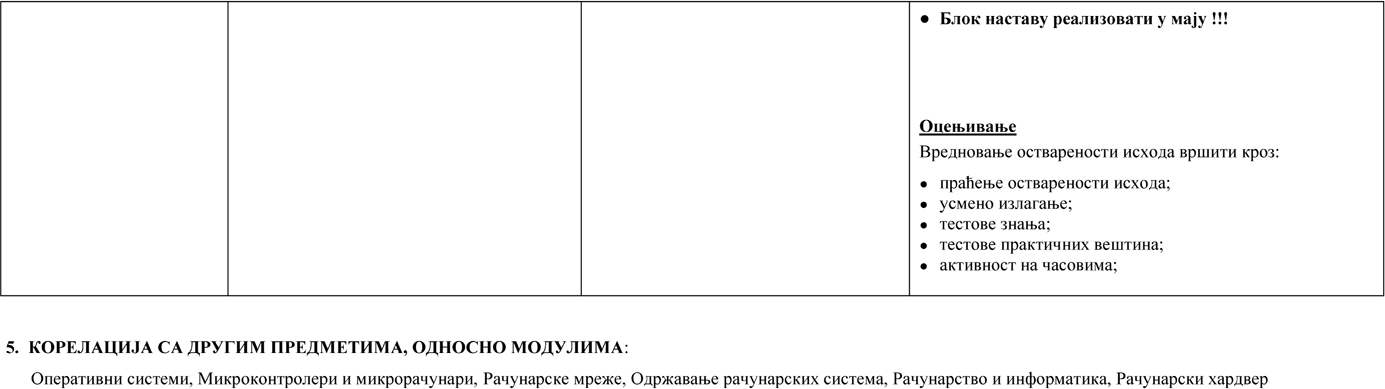 ● Блок наставу реализовати у мају !!!
Оцењивање
Вредновање остварености исхода вршити кроз:
● праћење остварености исхода;
● усмено излагање;
● тестове знања;
● тестове практичних вештина;
● активност на часовима;
5. КОРЕЛАЦИЈА СА ДРУГИМ ПРЕДМЕТИМА, ОДНОСНО МОДУЛИМА:
Оперативни системи, Микроконтролери и микрорачунари, Рачунарске мреже, Одржавање рачунарских система, Рачунарство и информатика, Рачунарски хардвер